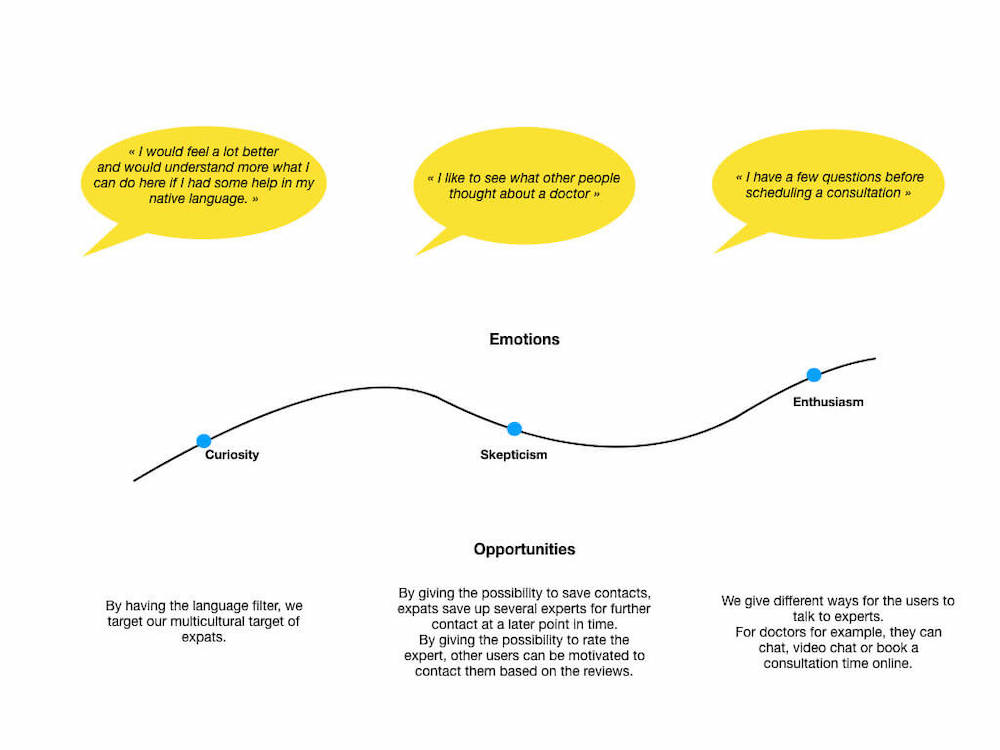 « I would feel a lot better
and would understand more what I
can do here if I had some help in my
native language. »
« I like to see what other people
thought about a doctor »
« I have a few questions before
scheduling a consultation »
Emotions
Curiosity
Skepticism
Enthusiasm
Opportunities
By having the language filter, we
target our multicultural target of
expats.
By giving the possibility to save contacts,
expats save up several experts for further
contact at a later point in time.
By giving the possibility to rate the
expert, other users can be motivated to
contact them based on the reviews.
We give different ways for the users to
talk to experts.
For doctors for example, they can
chat, video chat or book a
consultation time online.